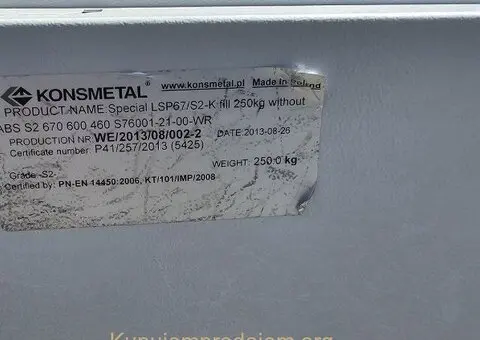 KONSMETAL www.konsmetal.pl Made in Poland
PRODUCT NAME Special LSP67/S2-K fill 250kg without
ABS S2 670 600 460 S76001-21-00-WR
PRODUCTION NR WE/2013/08/002-2 DATE:2013-08-26
Certificate number: P41/257/2013 (5425)
WEIGHT: 250.0 kg
Grade -S2-
Certified by: PN-EN 14450:2006, KT/101/IMP/2008
Kupujemprodajem.org